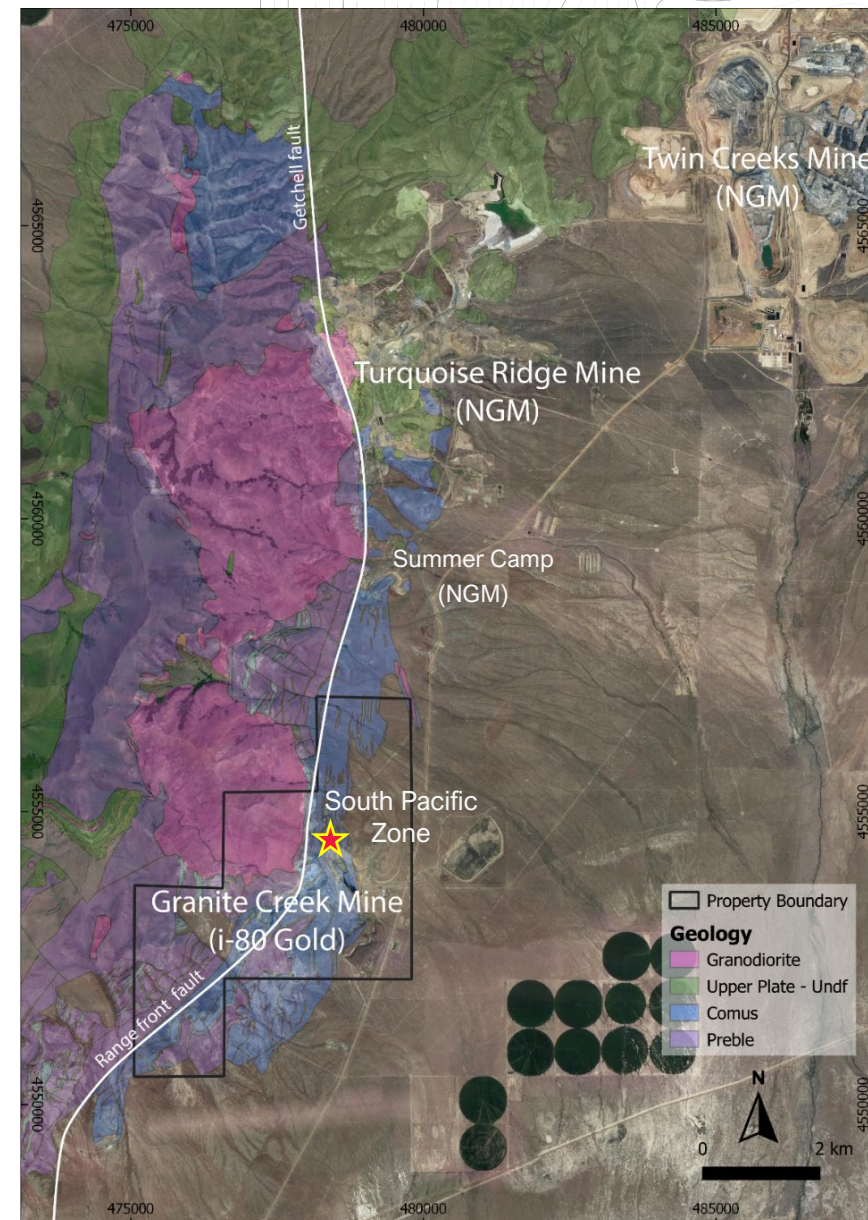 475000
480000
485000
Getchell fault
Twin Creeks Mine
(NGM)
4565000
4565000
Turquoise Ridge Mine
(NGM)
4560000
4560000
Summer Camp
(NGM)
4555000
4555000
South Pacific
Zone
Granite Creek Mine
(i-80 Gold)
Range front fault
Property Boundary
Geology
Granodiorite
Upper Plate - Undf
Comus
Preble
4550000
4550000
N
0
2 km
475000
480000
485000